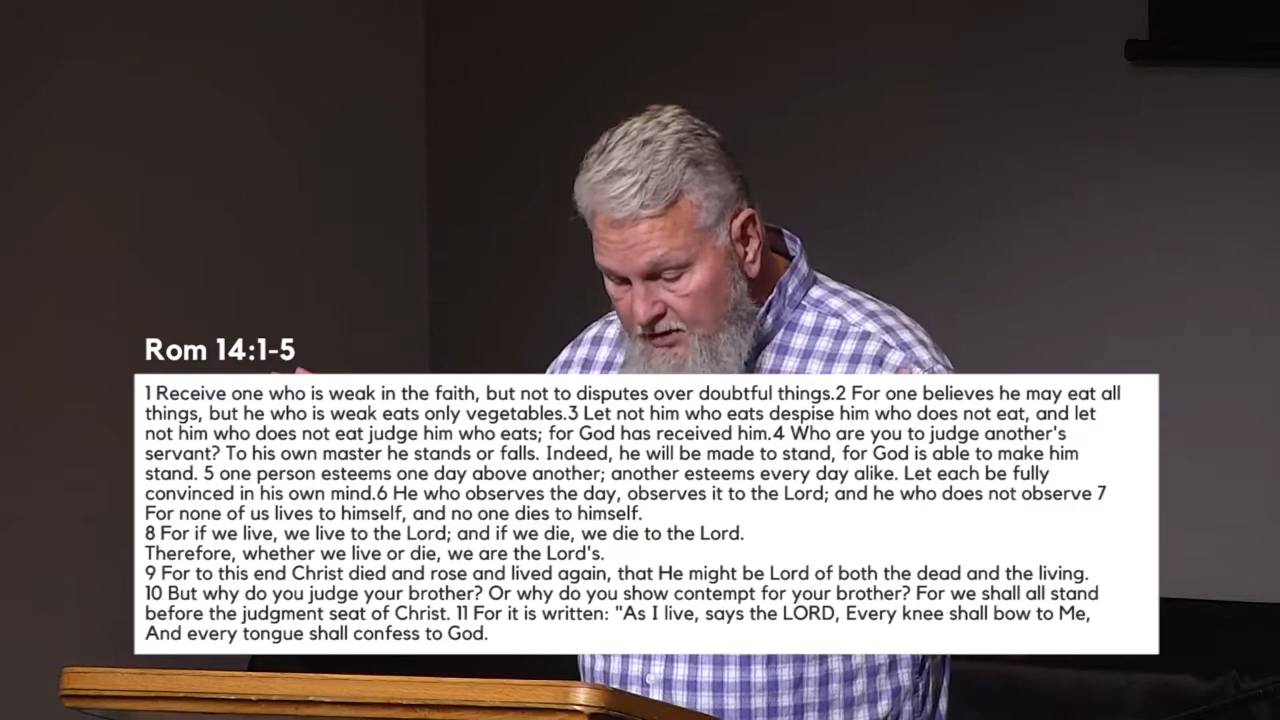 Rom 14:1-5
1 Receive one who is weak in the faith, but not to disputes over doubtful things.2 For one believes he may eat all
things, but he who is weak eats only vegetables.3 Let not him who eats despise him who does not eat, and let
not him who does not eat judge him who eats; for God has received him.4 Who are you to judge another's
servant? To his own master he stands or falls. Indeed, he will be made to stand, for God is able to make him
stand. 5 one person esteems one day above another; another esteems every day alike. Let each be fully
convinced in his own mind.6 He who observes the day, observes it to the Lord; and he who does not observe 7
For none of us lives to himself, and no one dies to himself.
8 For if we live, we live to the Lord; and if we die, we die to the Lord.
Therefore, whether we live or die, we are the Lord's.
9 For to this end Christ died and rose and lived again, that He might be Lord of both the dead and the living.
10 But why do you judge your brother? Or why do you show contempt for your brother? For we shall all stand
before the judgment seat of Christ. 11 For it is written: "As I live, says the LORD, Every knee shall bow to Me,
And every tongue shall confess to God.